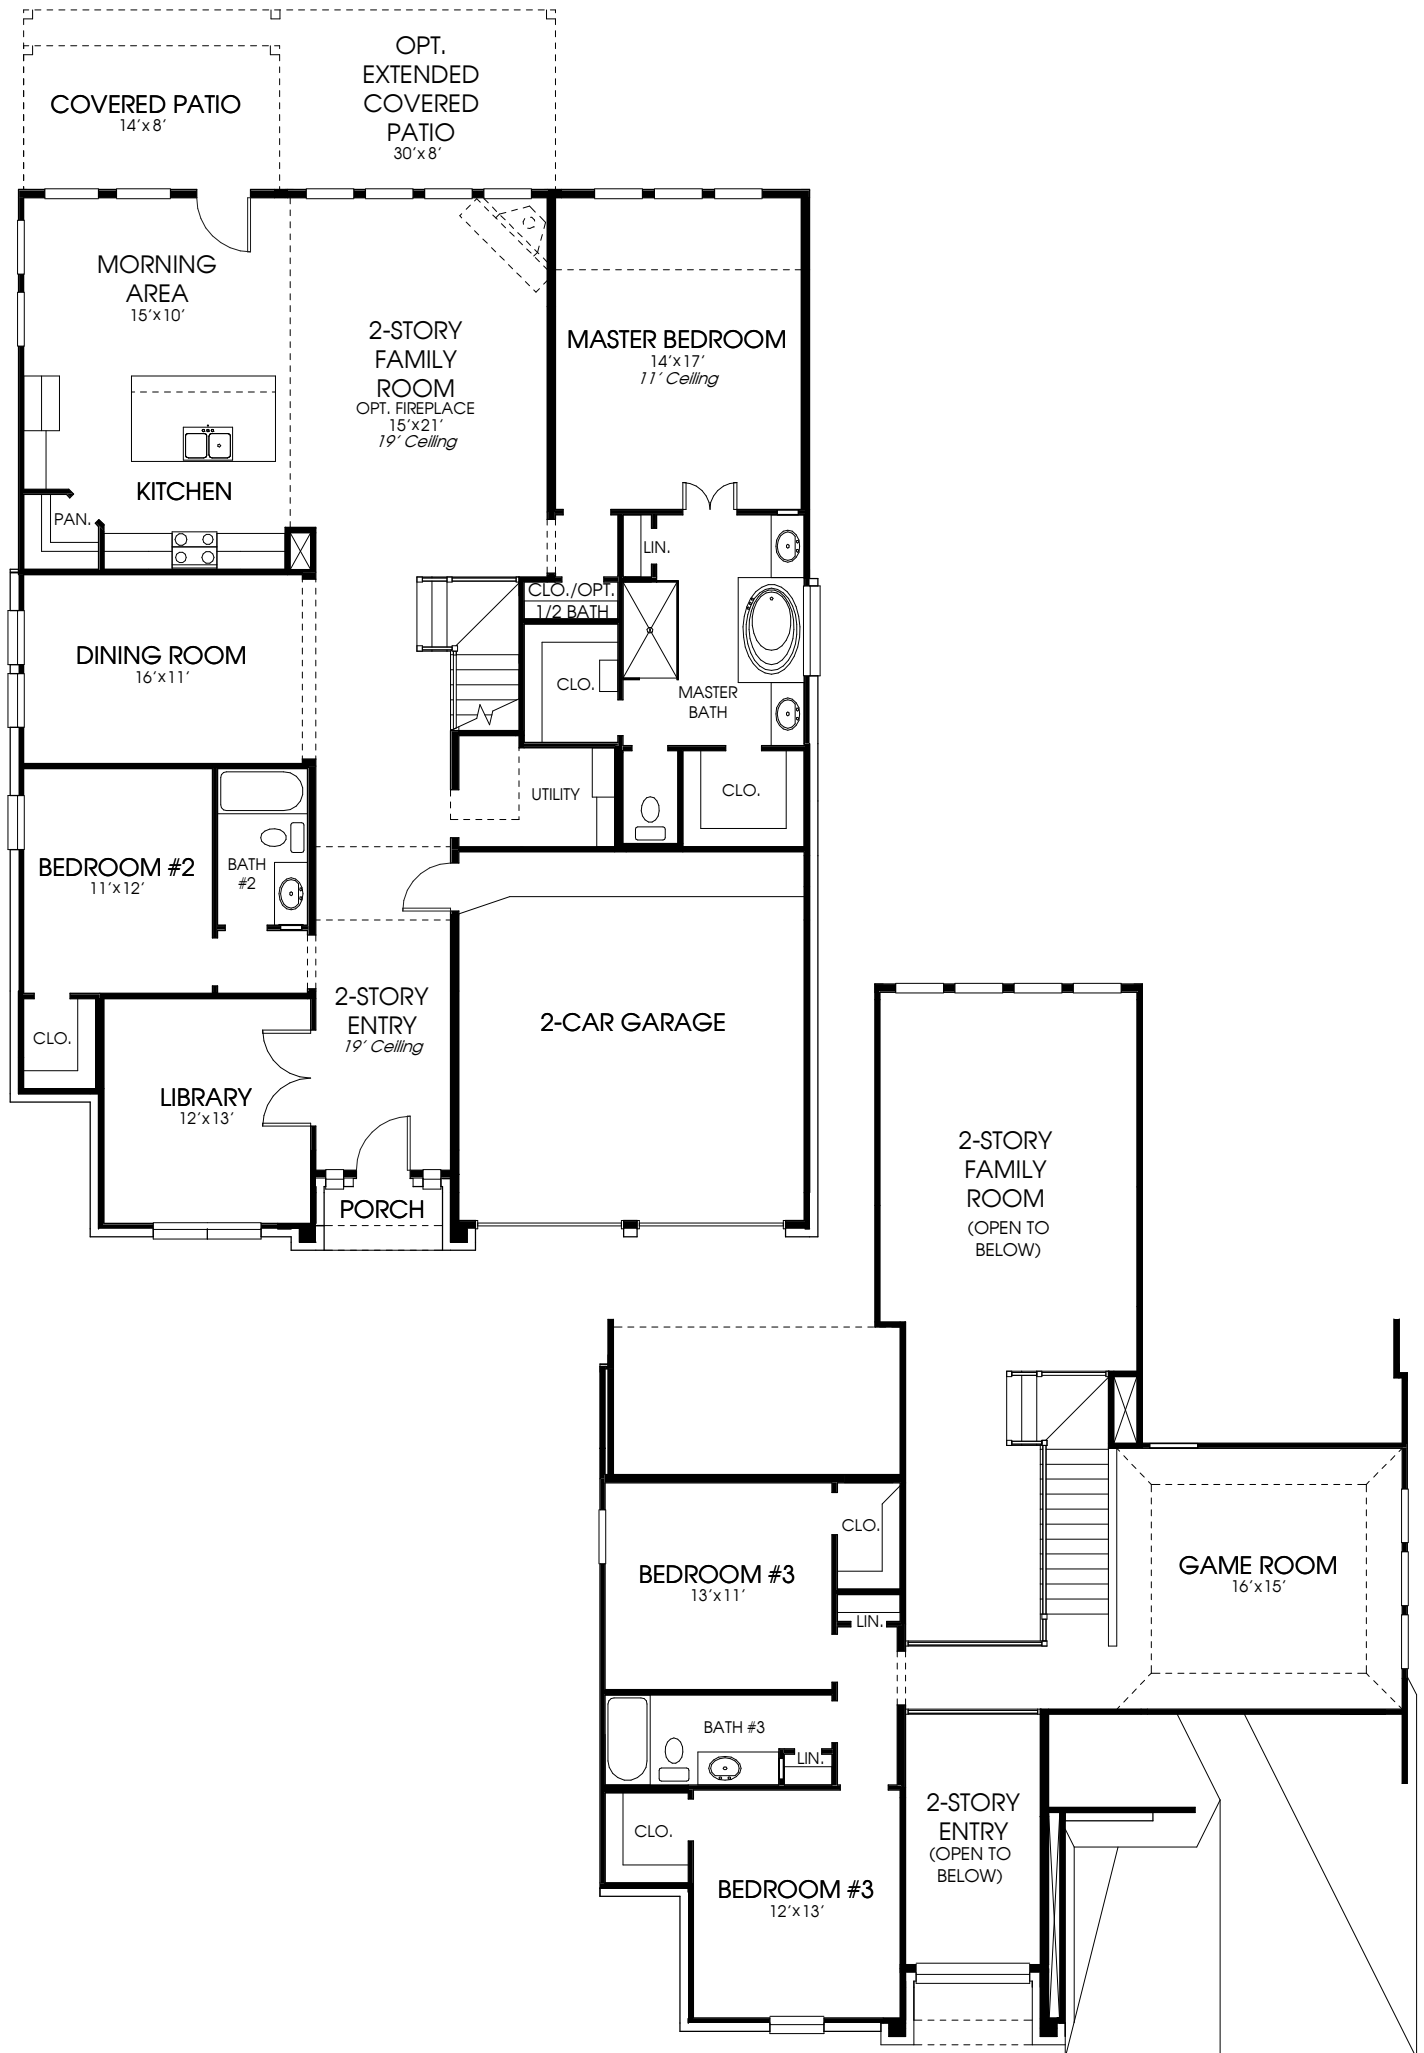 OPT.
EXTENDED
COVERED
PATIO
30'x8'
COVERED PATIO
14'x8'
MORNING
AREA
15'x10'
2-STORY
FAMILY
ROOM
OPT. FIREPLACE
15'x21'
19' Ceiling
MASTER BEDROOM
14'x17'
11' Ceiling
KITCHEN
PAN.
LIN.
CLO./OPT.
1/2 BATH
DINING ROOM
16'x11'
CLO.
MASTER
BATH
UTILITY
CLO.
BEDROOM #2
11'x12'
BATH
#2
2-STORY
ENTRY
19' Ceiling
2-CAR GARAGE
CLO.
LIBRARY
12'x13'
PORCH
2-STORY
FAMILY
ROOM
(OPEN TO
BELOW)
CLO.
BEDROOM #3
13'x11'
GAME ROOM
16'x15'
LIN.
BATH #3
LIN.
2-STORY
ENTRY
(OPEN TO
BELOW)
CLO.
BEDROOM #3
12'x13'